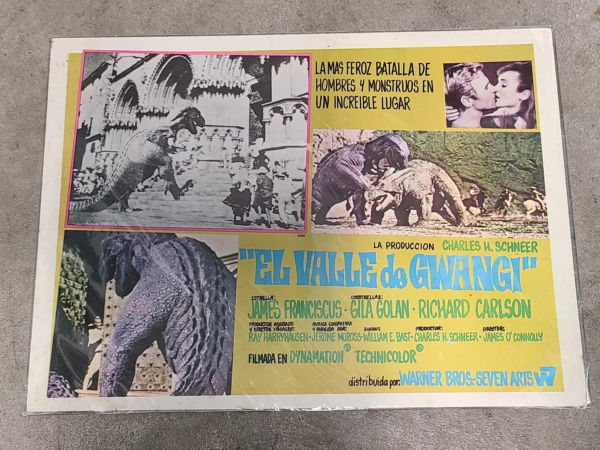 LA MAS FEROZ BATALLA DE
HOMBRES Y MONSTRUOS EN
UN INCREIBLE LUGAR
LA PRODUCCION CHARLES H. SCHNEER
"EL VALLE de GWANGI"
ESTRELLA: COESTRELLAS:
JAMES FRANCISCUS - GILA GOLAN - RICHARD CARLSON
PRODUCTOR ASOCIADO MUSICA COMPUESTA GUION: PRODUCTOR: DIRECTOR:
Y EFECTOS VISUALES: Y DIRIGIDA POR:
RAY HARRYHAUSEN - JEROME MOROSS - WILLIAM E. BAST - CHARLES H. SCHNEER - JAMES O'CONNOLLY
FILMADA EN DYNAMATION® TECHNICOLOR®
distribuida por: WARNER BROS.-SEVEN ARTS W7